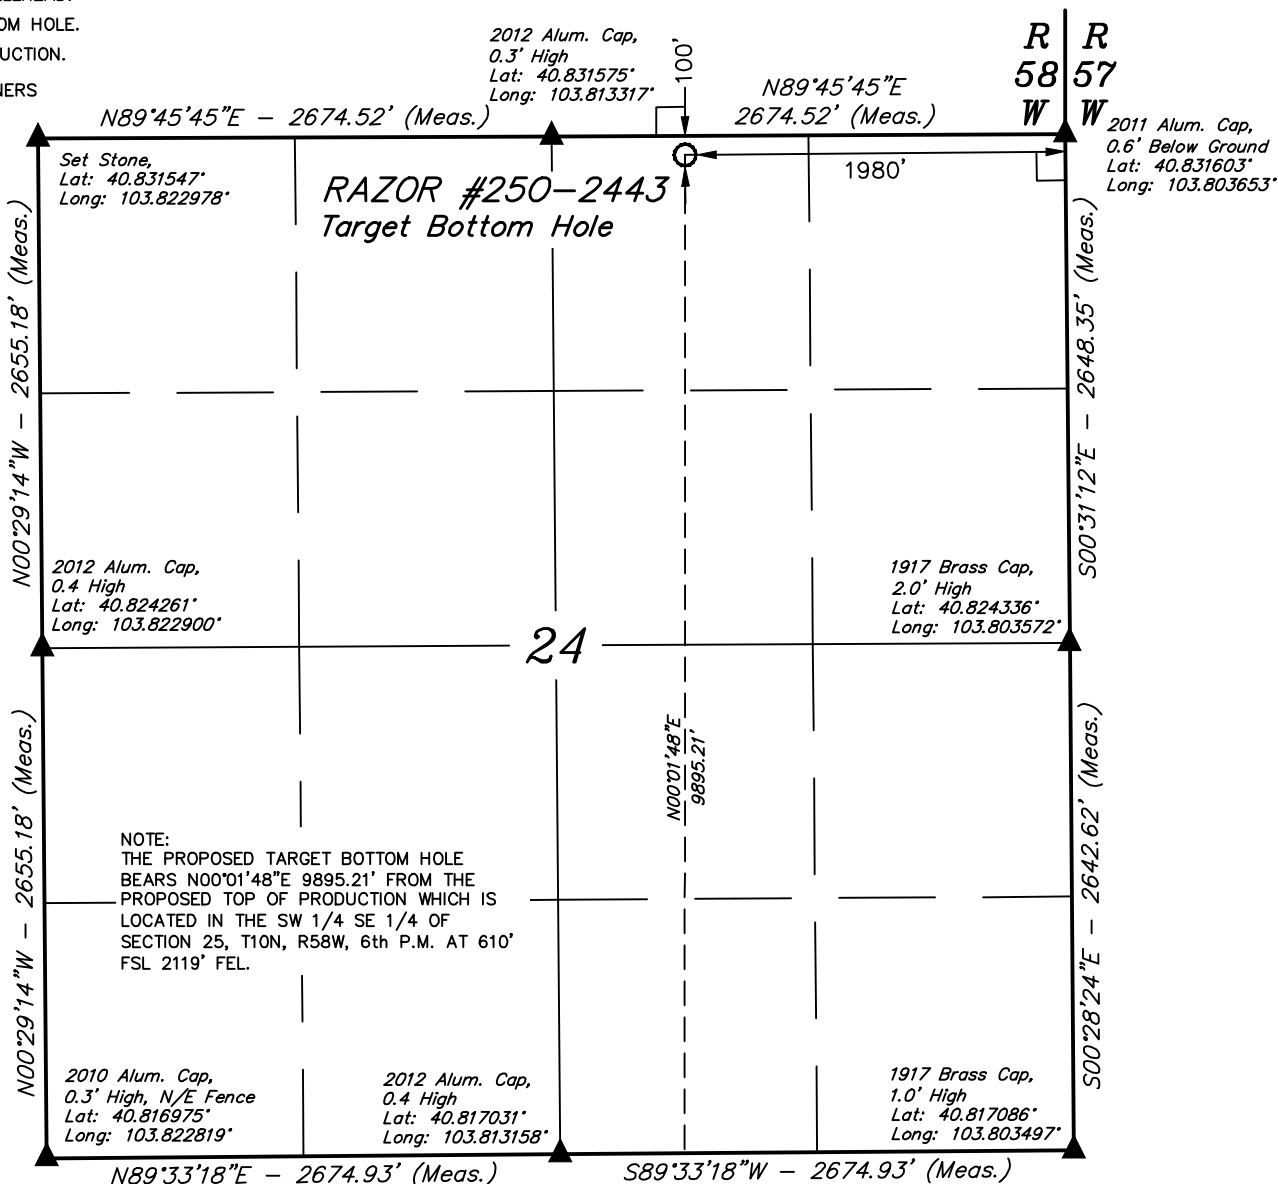 OM HOLE.
UCTION.
NERS
2012 Alum. Cap,
0.3' High
Lat: 40.831575°
Long: 103.813317°
100'
R R
58 57
W W
N89°45'45"E – 2674.52' (Meas.)
N89°45'45"E
2674.52' (Meas.)
2011 Alum. Cap,
0.6' Below Ground
Lat: 40.831603°
Long: 103.803653°
Set Stone,
Lat: 40.831547°
Long: 103.822978°
1980'
RAZOR #250–2443
Target Bottom Hole
N00°29'14"W – 2655.18' (Meas.)
S00°31'12"E – 2648.35' (Meas.)
2012 Alum. Cap,
0.4 High
Lat: 40.824261°
Long: 103.822900°
1917 Brass Cap,
2.0' High
Lat: 40.824336°
Long: 103.803572°
24
N00°01'48"E
9895.21'
N00°29'14"W – 2655.18' (Meas.)
S00°28'24"E – 2642.62' (Meas.)
NOTE:
THE PROPOSED TARGET BOTTOM HOLE
BEARS N00°01'48"E 9895.21' FROM THE
PROPOSED TOP OF PRODUCTION WHICH IS
LOCATED IN THE SW 1/4 SE 1/4 OF
SECTION 25, T10N, R58W, 6th P.M. AT 610'
FSL 2119' FEL.
2010 Alum. Cap,
0.3' High, N/E Fence
Lat: 40.816975°
Long: 103.822819°
2012 Alum. Cap,
0.4 High
Lat: 40.817031°
Long: 103.813158°
1917 Brass Cap,
1.0' High
Lat: 40.817086°
Long: 103.803497°
N89°33'18"E – 2674.93' (Meas.)
S89°33'18"W – 2674.93' (Meas.)